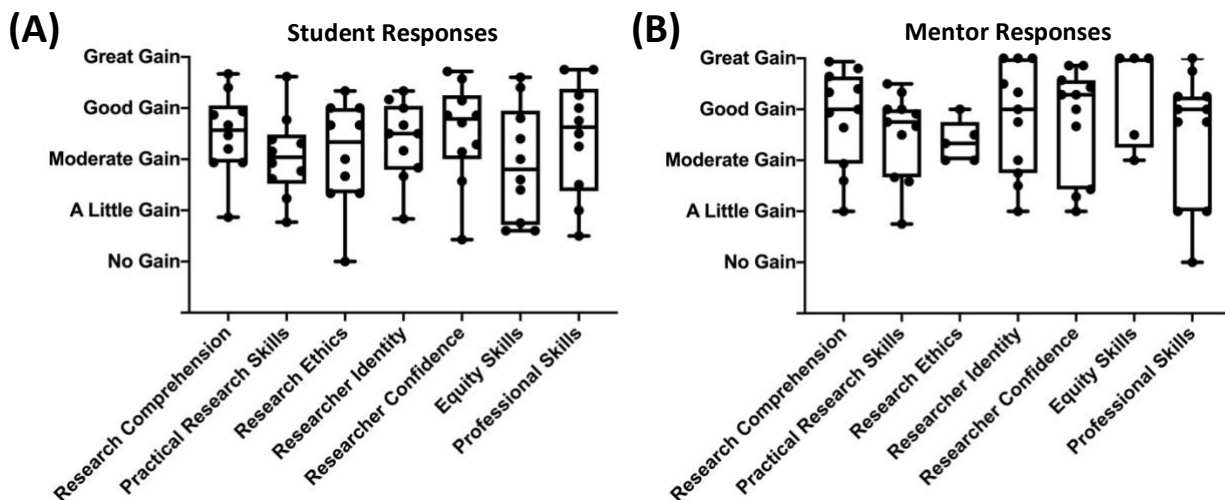 (A)
Student Responses
Great Gain
Good Gain
Moderate Gain
A Little Gain
No Gain
Research Comprehension
Practical Research Skills
Research Ethics
Researcher Identity
Researcher Confidence
Equity Skills
Professional Skills
(B)
Mentor Responses
Great Gain
Good Gain
Moderate Gain
A Little Gain
No Gain
Research Comprehension
Practical Research Skills
Research Ethics
Researcher Identity
Researcher Confidence
Equity Skills
Professional Skills